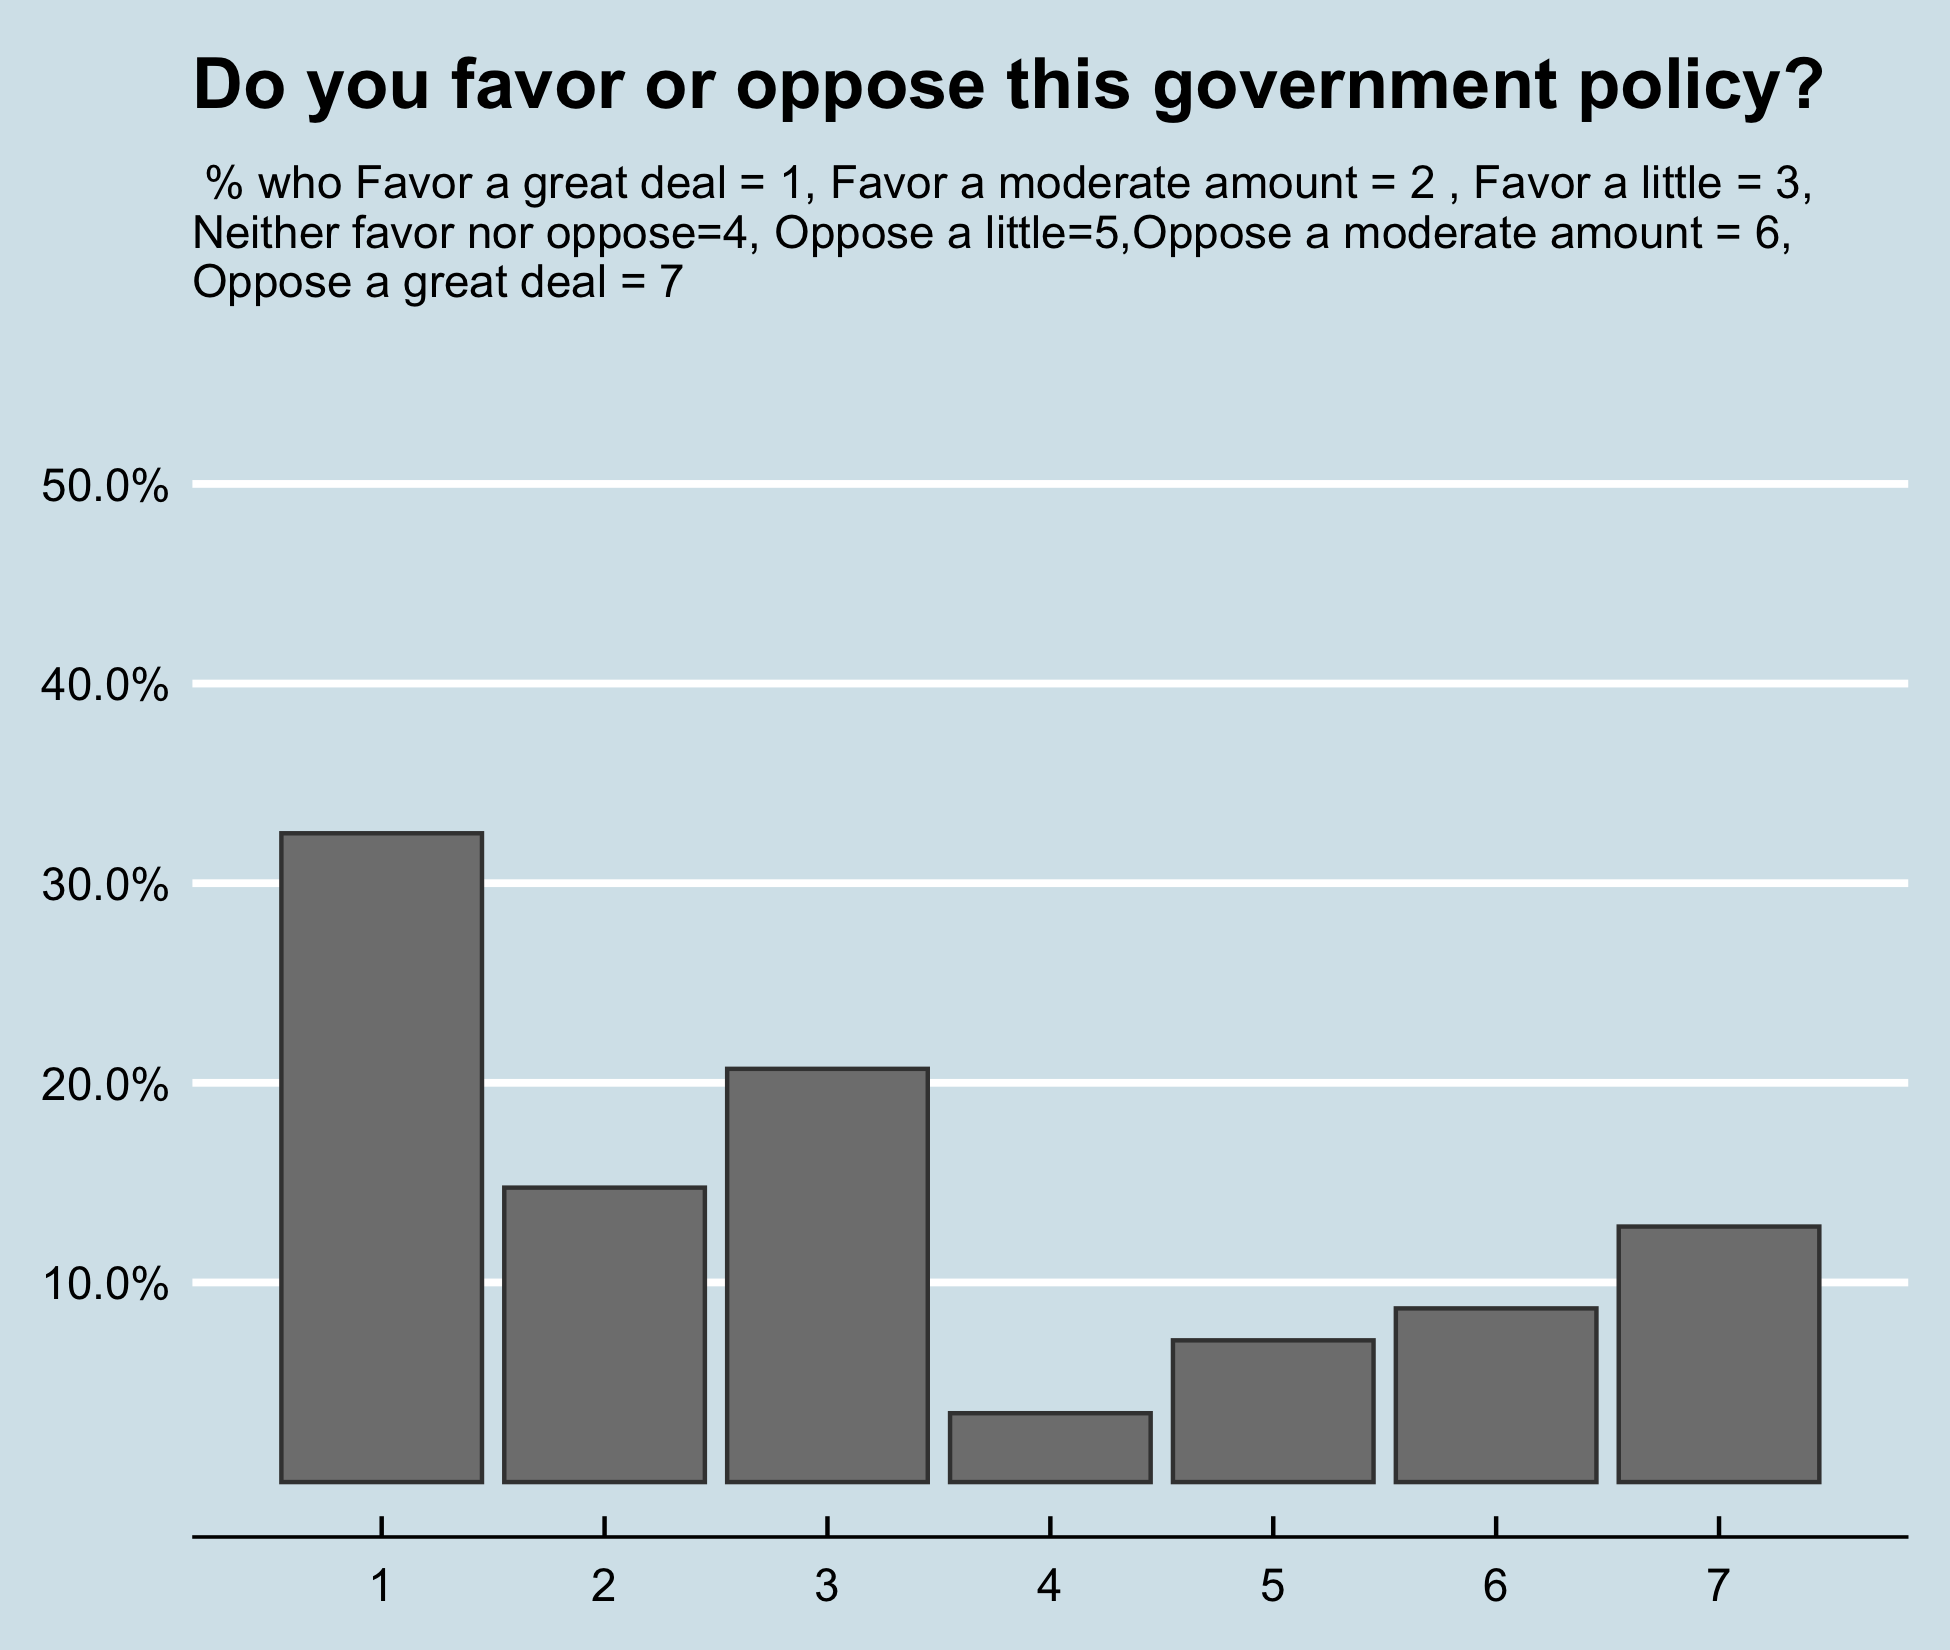 Do you favor or oppose this government policy?
% who Favor a great deal = 1, Favor a moderate amount = 2 , Favor a little = 3,
Neither favor nor oppose=4, Oppose a little=5,Oppose a moderate amount = 6,
Oppose a great deal = 7
50.0%
40.0%
30.0%
20.0%
10.0%
1 2 3 4 5 6 7